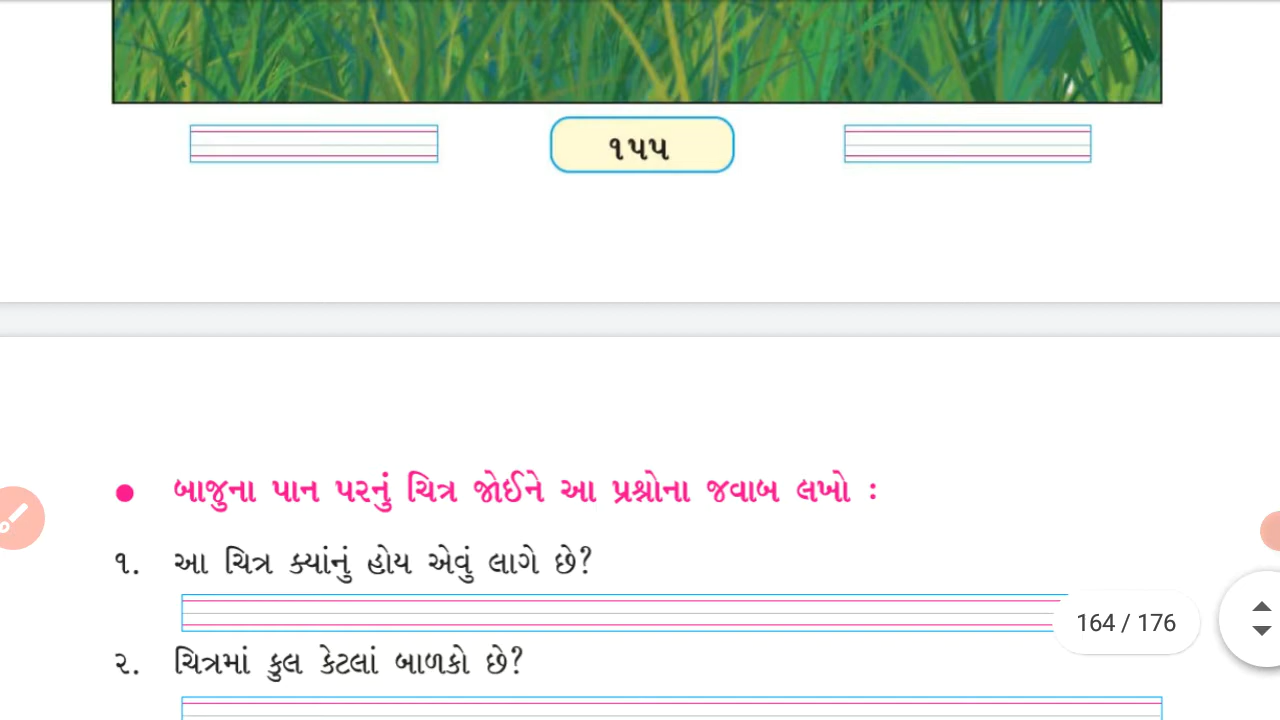 ૧૫૫
• બાજુના પાન પરનું ચિત્ર જોઈને આ પ્રશ્નોના જવાબ લખો :
૧. આ ચિત્ર ક્યાંનું હોય એવું લાગે છે?
164 / 176
૨. ચિત્રમાં કુલ કેટલાં બાળકો છે?